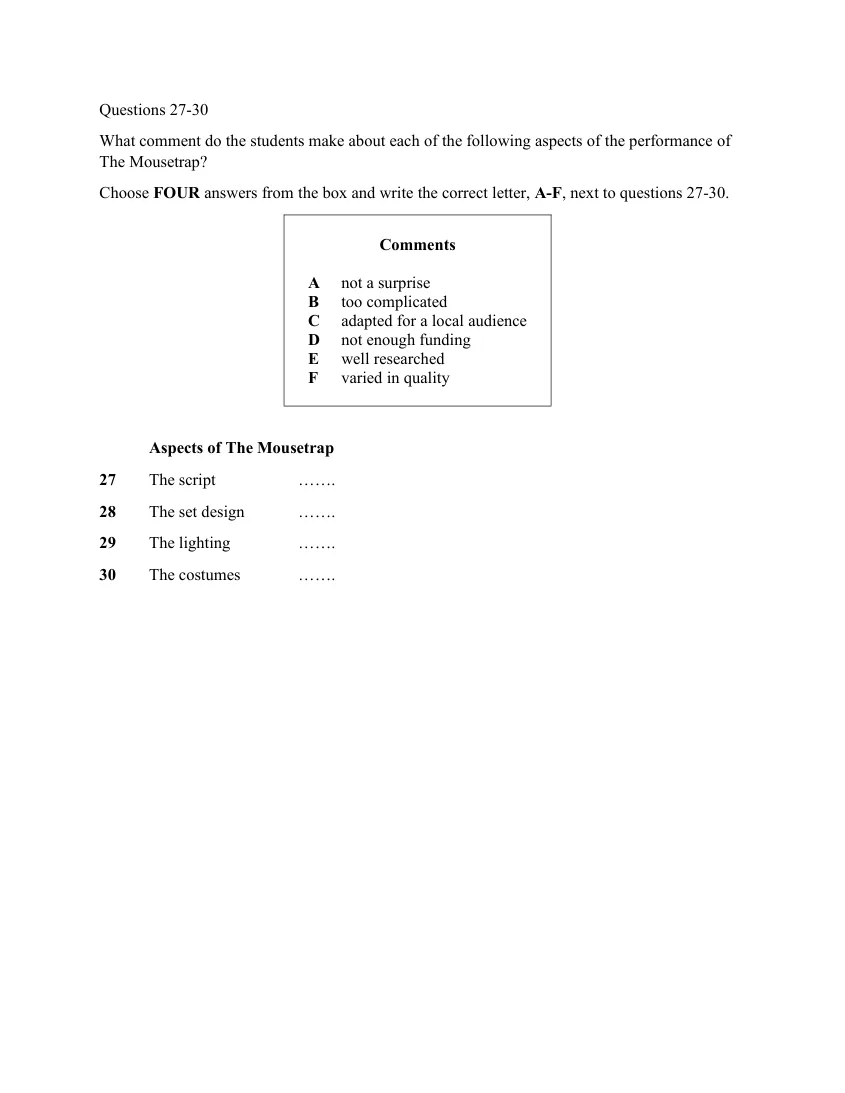 Questions 27-30
What comment do the students make about each of the following aspects of the performance of
The Mousetrap?
Choose FOUR answers from the box and write the correct letter, A-F, next to questions 27-30.
Comments
A not a surprise
B too complicated
C adapted for a local audience
D not enough funding
E well researched
F varied in quality
Aspects of The Mousetrap
27 The script …….
28 The set design …….
29 The lighting …….
30 The costumes …….